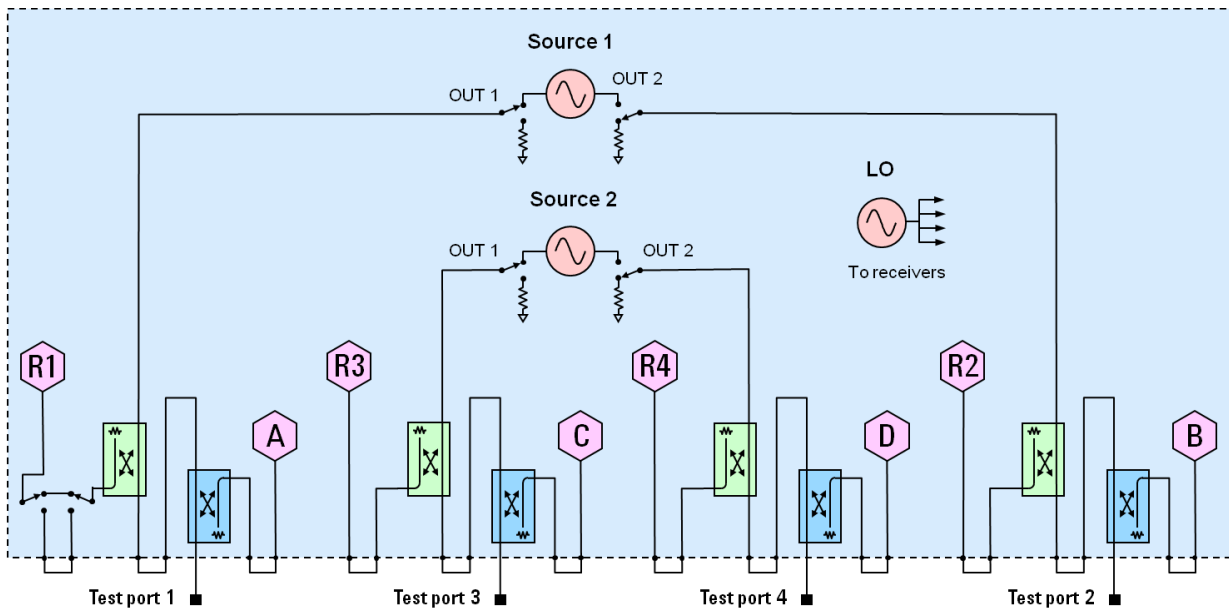 Source 1
OUT 1
OUT 2
LO
Source 2
OUT 1
OUT 2
To receivers
R1
R3
R4
R2
A
C
D
B
Test port 1
Test port 3
Test port 4
Test port 2